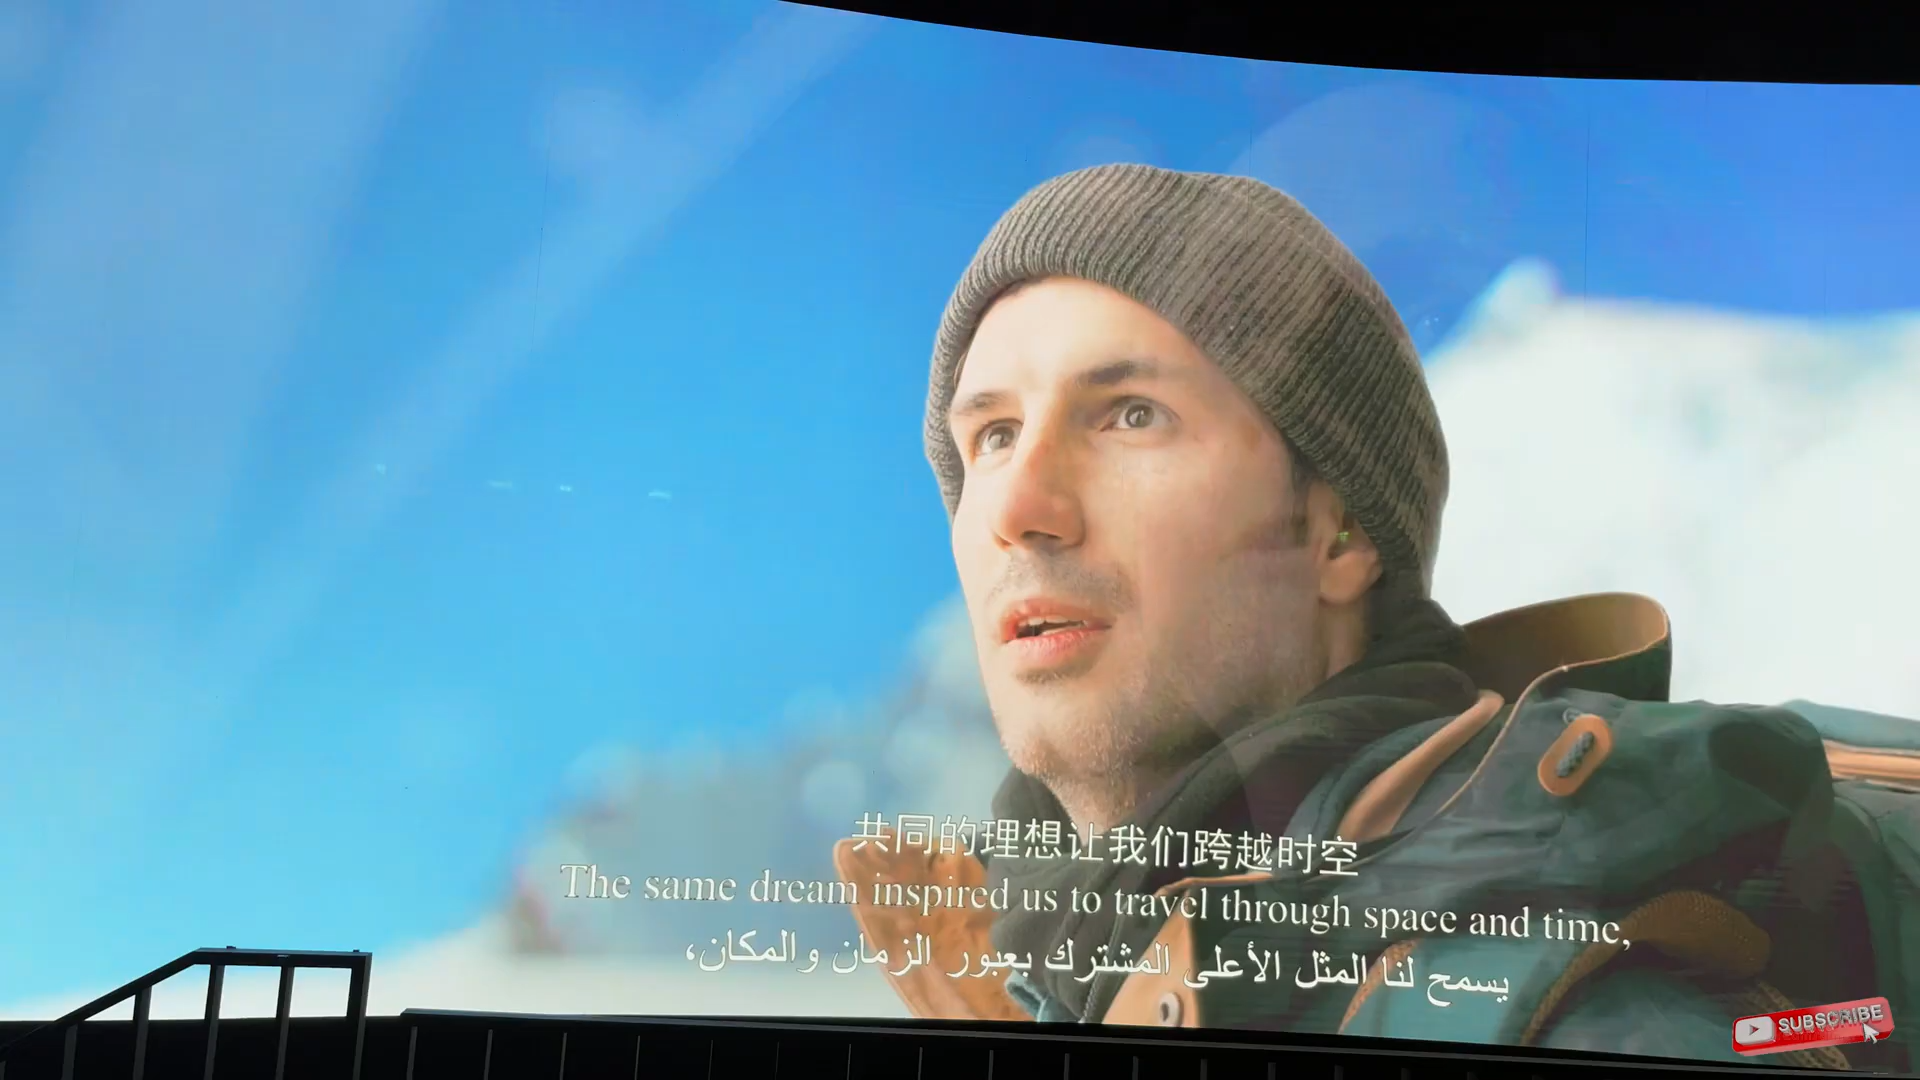 共同的理想让我们跨越时空
The same dream inspired us to travel through space and time,
يسمح لنا المثل الأعلى المشترك بعبور الزمان والمكان،
SUBSCRIBE